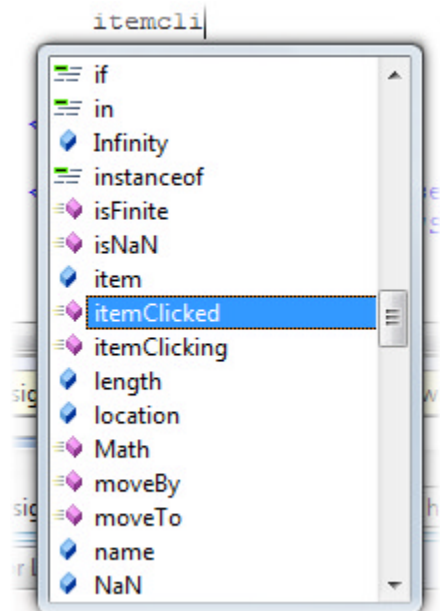 itemcli
if
in
Infinity
instanceof
isFinite
isNaN
item
itemClicked
itemClicking
length
location
Math
moveBy
moveTo
name
NaN